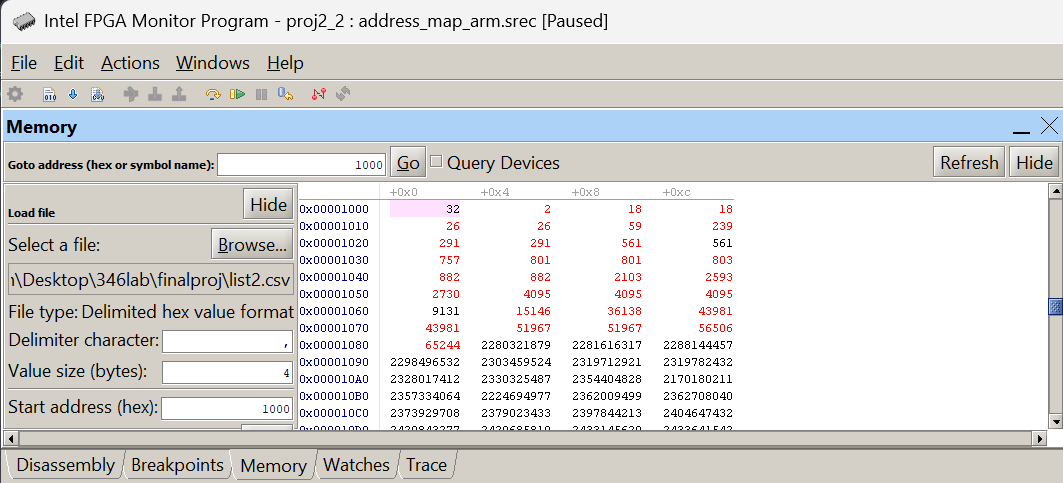 Intel FPGA Monitor Program - proj2_2 : address_map_arm.srec [Paused]
File Edit Actions Windows Help
Memory
Goto address (hex or symbol name): 1000 Go Query Devices Refresh Hide
Load file Hide
Select a file: Browse...
\Desktop\346lab\finalproj\list2.csv
File type: Delimited hex value format
Delimiter character: ,
Value size (bytes): 4
Start address (hex): 1000
+0x0 +0x4 +0x8 +0xc
0x00001000 32 2 18 18
0x00001010 26 26 59 239
0x00001020 291 291 561 561
0x00001030 757 801 801 803
0x00001040 882 882 2103 2593
0x00001050 2730 4095 4095 4095
0x00001060 9131 15146 36138 43981
0x00001070 43981 51967 51967 56506
0x00001080 65244 2280321879 2281616317 2288144457
0x00001090 2298496532 2303459524 2319712921 2319782432
0x000010A0 2328017412 2330325487 2354404828 2170180211
0x000010B0 2357334064 2224694977 2362009499 2362708040
0x000010C0 2373929708 2379023433 2397844213 2404647432
Disassembly Breakpoints Memory Watches Trace